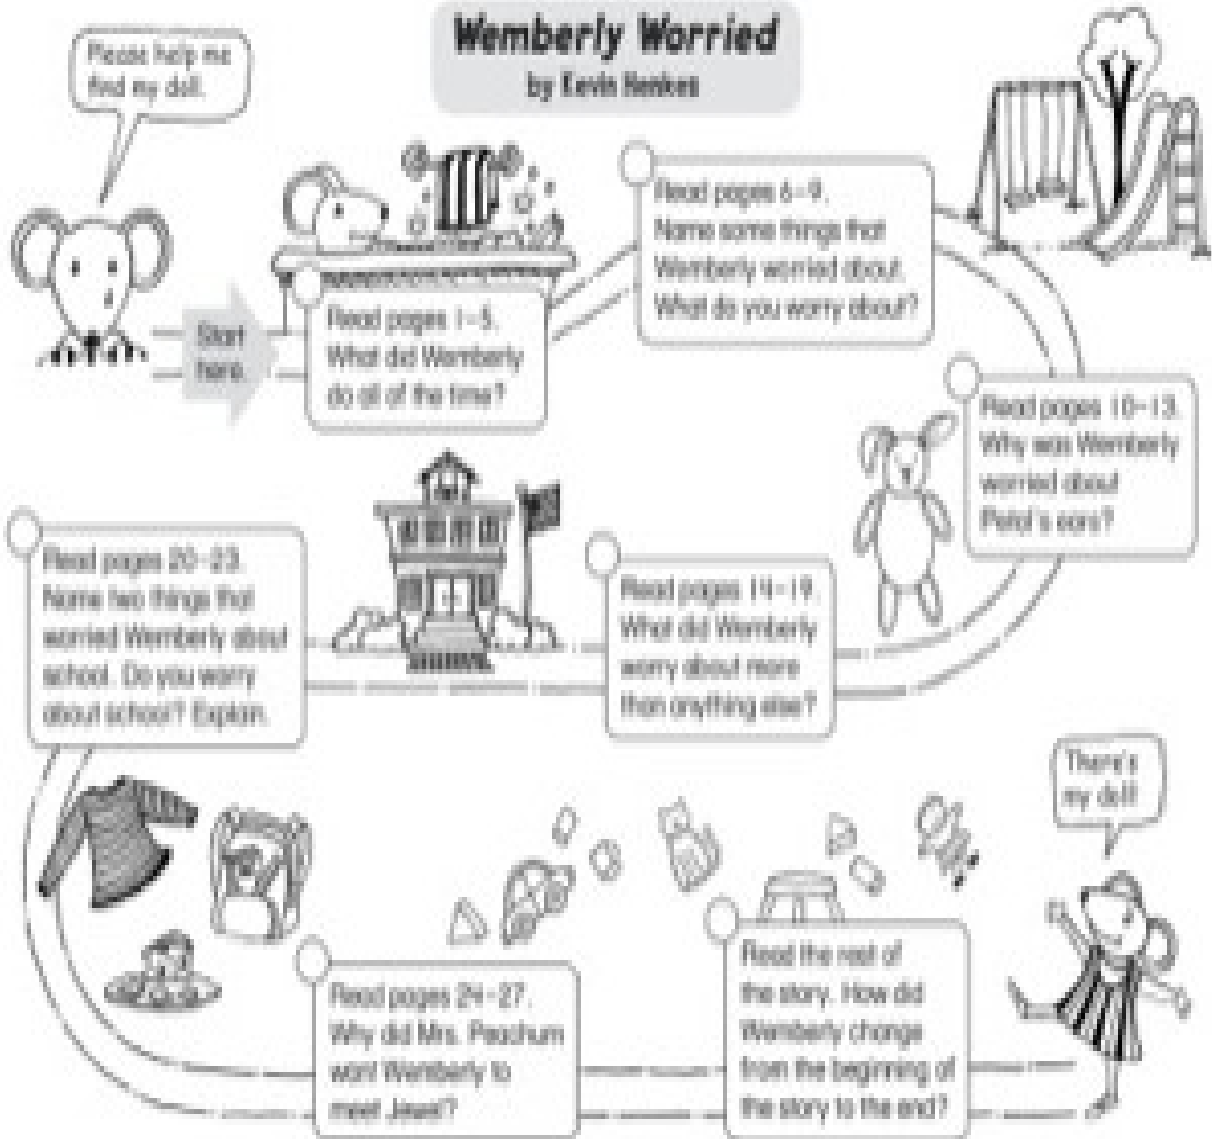 Wemberly Worried
by Kevin Henkes
Please help me
find my doll.
Start
here.
Read pages 1–5.
What did Wemberly
do all of the time?
Read pages 6–9.
Name some things that
Wemberly worried about.
What do you worry about?
Read pages 10–13.
Why was Wemberly
worried about
Petal's ears?
Read pages 14–19.
What did Wemberly
worry about more
than anything else?
Read pages 20–23.
Name two things that
worried Wemberly about
school. Do you worry
about school? Explain.
Read pages 24–27.
Why did Mrs. Peachum
want Wemberly to
meet Jewel?
Read the rest of
the story. How did
Wemberly change
from the beginning of
the story to the end?
There's
my doll!